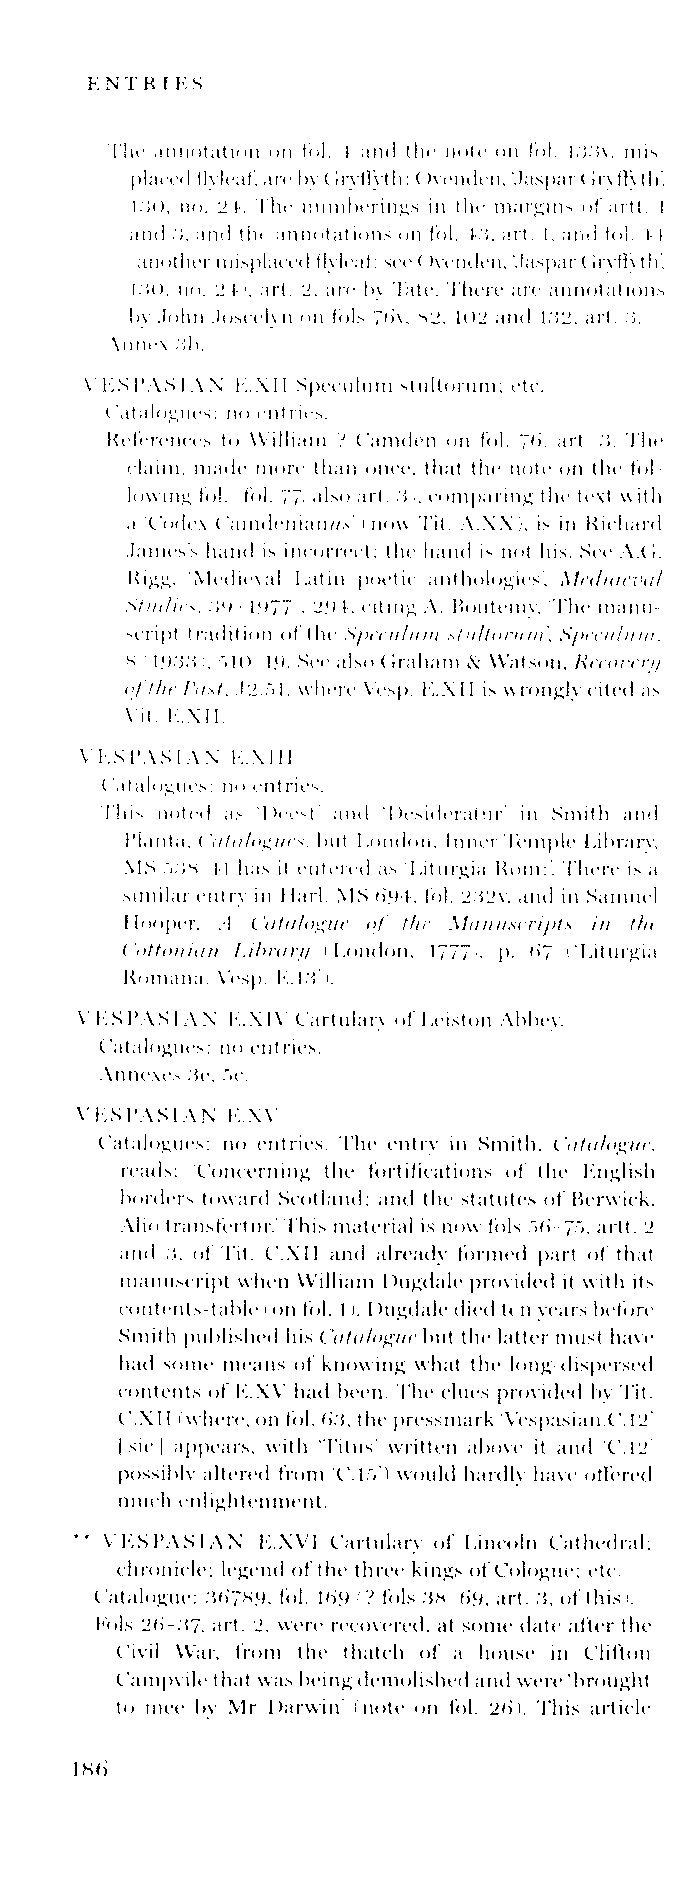 ENTRIES
The annotation on fol. 4 and the note on fol. 133v, mis-
placed flyleaf, are by Gryffyth: Ovenden, 'Jaspar Gryffyth',
130, no. 24. The numberings in the margins of artt. 1
and 3, and the annotations on fol. 43, art. 1, and fol. 44
(another misplaced flyleaf: see Ovenden, 'Jaspar Gryffyth',
130, no. 24), art. 2, are by Tate. There are annotations
by John Joscelyn on fols 76v, 82, 102 and 132, art. 3.
Annex 3b.
VESPASIAN E.XII Speculum stultorum; etc.
Catalogues: no entries.
References to William ? Camden on fol. 76, art. 3. The
claim, made more than once, that the note on the fol-
lowing fol. (fol. 77, also art. 3), comparing the text with
a 'Codex Camdenianus' (now Tit. A.XX), is in Richard
James's hand is incorrect: the hand is not his. See A.G.
Rigg, 'Medieval Latin poetic anthologies', Mediaeval
Studies, 39 (1977), 294, citing A. Boutemy, 'The manu-
script tradition of the Speculum stultorum', Speculum,
8 (1933), 510–19. See also Graham & Watson, Recovery
of the Past, J2.51, where Vesp. E.XII is wrongly cited as
Vit. E.XII.
VESPASIAN E.XIII
Catalogues: no entries.
This noted as 'Deest' and 'Desideratur' in Smith and
Planta, Catalogues, but London, Inner Temple Library,
MS 538/44 has it entered as 'Liturgia Rom:'. There is a
similar entry in Harl. MS 694, fol. 232v, and in Samuel
Hooper, A Catalogue of the Manuscripts in the
Cottonian Library (London, 1777), p. 67 ('Liturgia
Romana. Vesp. E.13').
VESPASIAN E.XIV Cartulary of Leiston Abbey.
Catalogues: no entries.
Annexes 3e, 5c.
VESPASIAN E.XV
Catalogues: no entries. The entry in Smith, Catalogue,
reads: 'Concerning the fortifications of the English
borders toward Scotland; and the statutes of Berwick.
Alio transfertur.' This material is now fols 56–75, artt. 2
and 3, of Tit. C.XII and already formed part of that
manuscript when William Dugdale provided it with its
contents-table (on fol. 1). Dugdale died ten years before
Smith published his Catalogue but the latter must have
had some means of knowing what the long-dispersed
contents of E.XV had been. The clues provided by Tit.
C.XII (where, on fol. 63, the pressmark 'Vespasian.C.12'
[sic] appears, with 'Titus' written above it and 'C.12'
possibly altered from 'C.15') would hardly have offered
much enlightenment.
** VESPASIAN E.XVI Cartulary of Lincoln Cathedral;
chronicle; legend of the three kings of Cologne; etc.
Catalogue: 36789, fol. 169 (? fols 38–69, art. 3, of this).
Fols 26–37, art. 2, were recovered, at some date after the
Civil War, from the thatch of a house in Clifton
Campvile that was being demolished and were 'brought
to mee by Mr Darwin' (note on fol. 26). This article
186